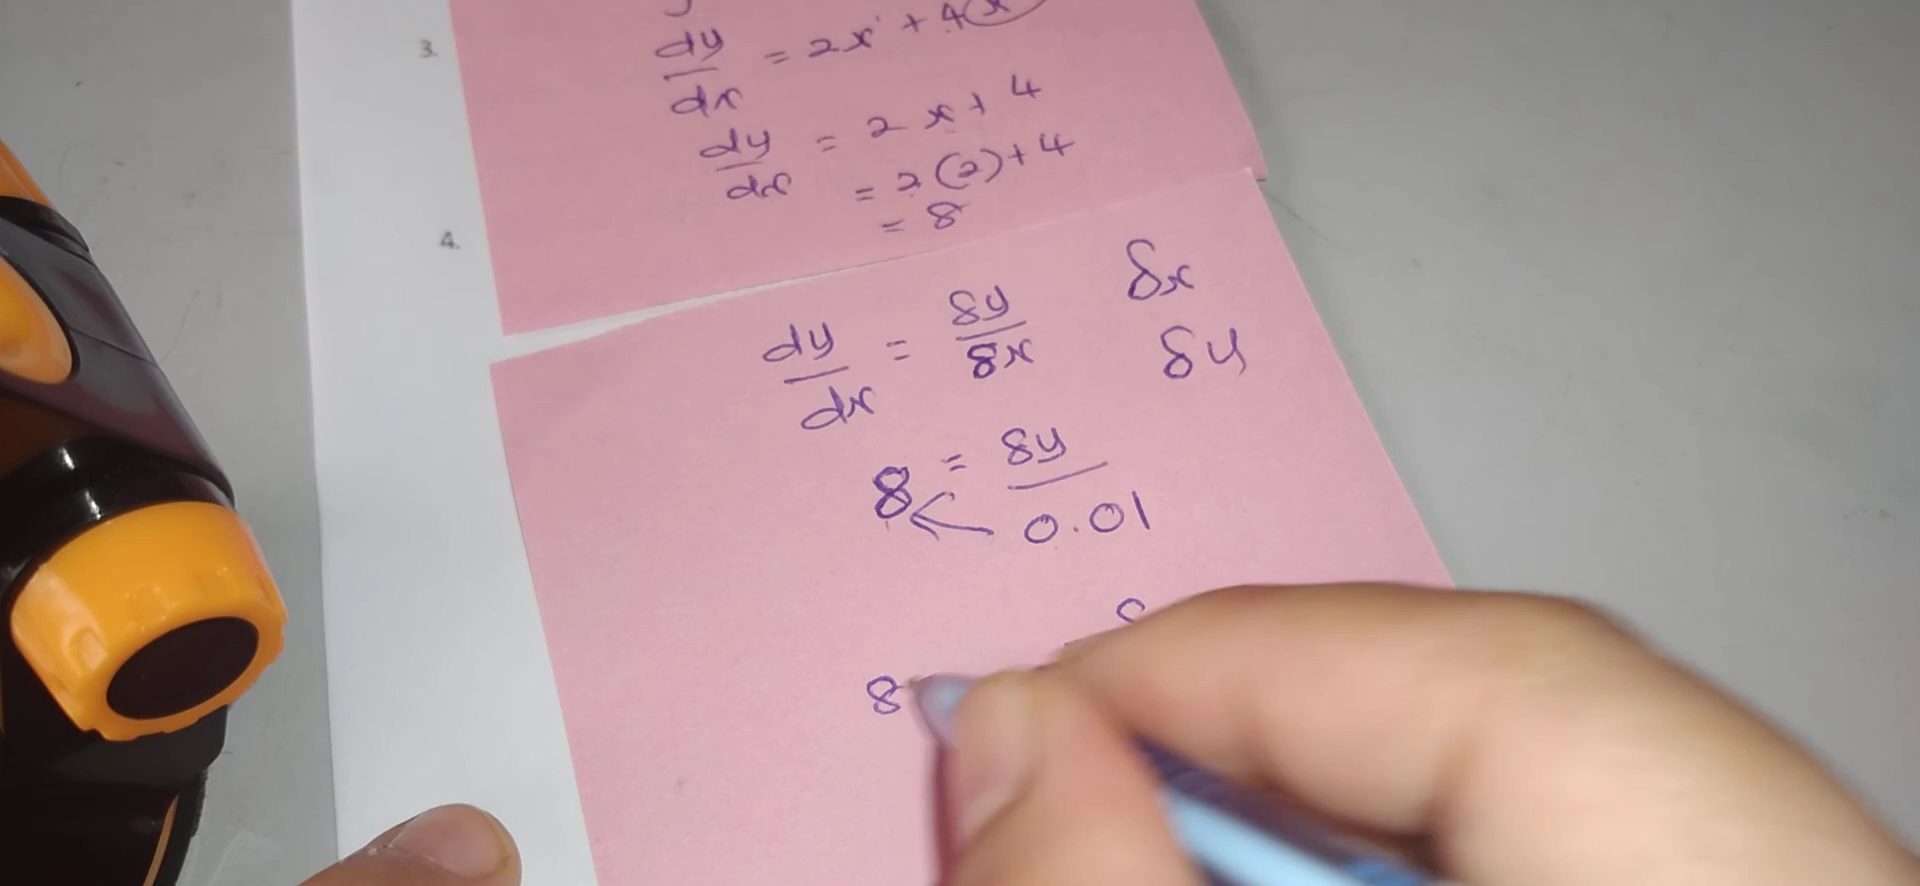 3.
dy/dx = 2x + 4
dy/dx = 2x + 4
= 2(2) + 4
= 8
4.
dy/dx = δy/δx δx
δy
8 = δy/0.01
8